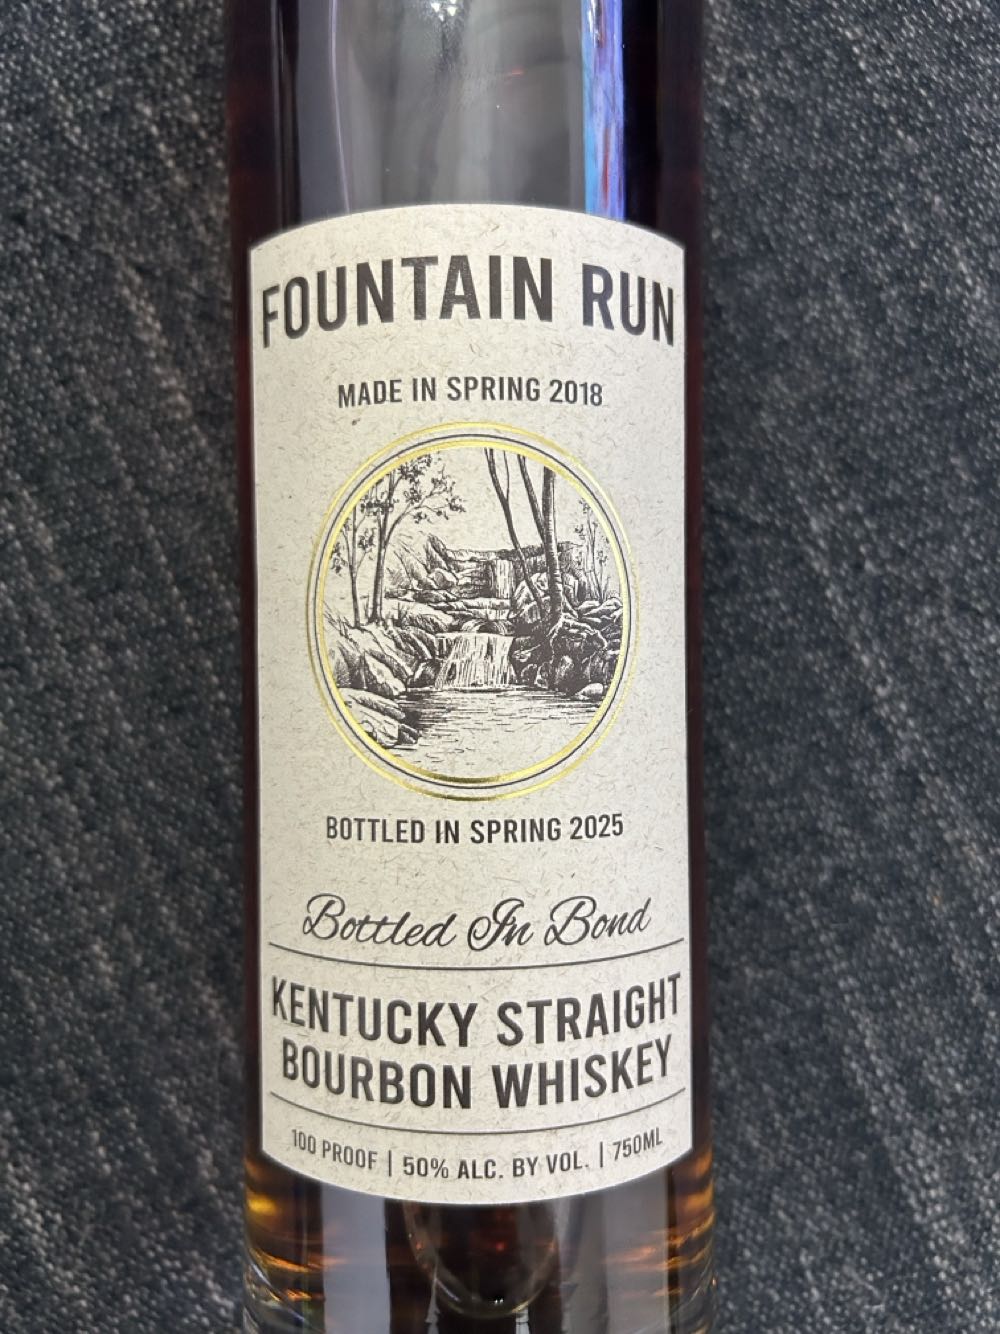 FOUNTAIN RUN
MADE IN SPRING 2018
BOTTLED IN SPRING 2025
Bottled In Bond
KENTUCKY STRAIGHT
BOURBON WHISKEY
100 PROOF | 50% ALC. BY VOL. | 750ML